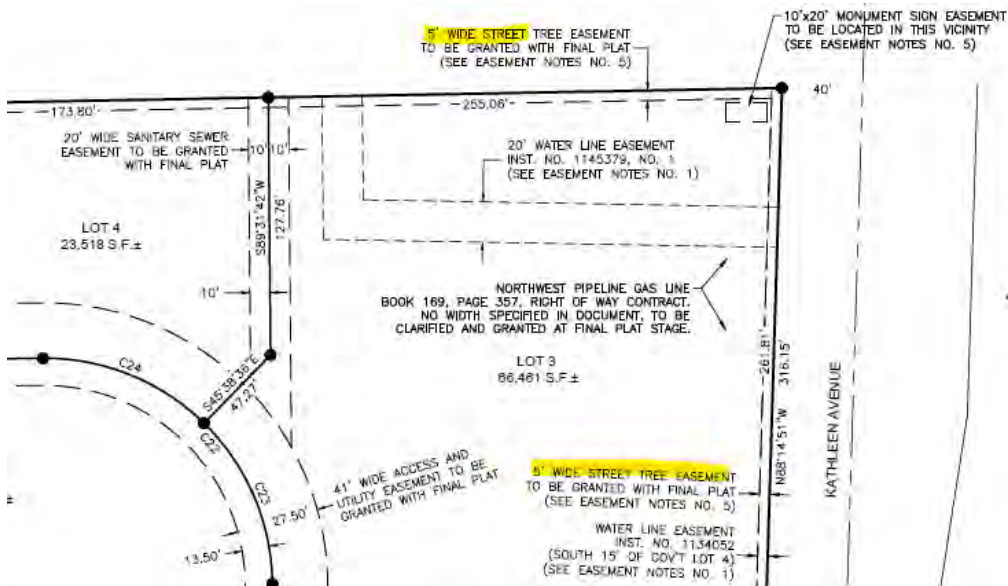 10'x20' MONUMENT SIGN EASEMENT
TO BE LOCATED IN THIS VICINITY
(SEE EASEMENT NOTES NO. 5)
5' WIDE STREET TREE EASEMENT
TO BE GRANTED WITH FINAL PLAT
(SEE EASEMENT NOTES NO. 5)
40'
173.60'
255.06'
20' WIDE SANITARY SEWER
EASEMENT TO BE GRANTED
WITH FINAL PLAT
10'
10'
20' WATER LINE EASEMENT
INST. NO. 1145379, NO. 1
(SEE EASEMENT NOTES NO. 1)
S89°31'42"W
127.76'
LOT 4
23,518 S.F.±
10'
NORTHWEST PIPELINE GAS LINE
BOOK 169, PAGE 357, RIGHT OF WAY CONTRACT.
NO WIDTH SPECIFIED IN DOCUMENT, TO BE
CLARIFIED AND GRANTED AT FINAL PLAT STAGE.
LOT 3
66,461 S.F.±
261.81'
316.15'
N88°14'51"W
KATHLEEN AVENUE
C24
S45°38'36"E
47.27'
C22
C23
41' WIDE ACCESS AND
UTILITY EASEMENT TO BE
GRANTED WITH FINAL PLAT
27.50'
13.50'
5' WIDE STREET TREE EASEMENT
TO BE GRANTED WITH FINAL PLAT
(SEE EASEMENT NOTES NO. 5)
WATER LINE EASEMENT
INST. NO. 1134052
(SOUTH 15' OF GOV'T LOT 4)
(SEE EASEMENT NOTES NO. 1)